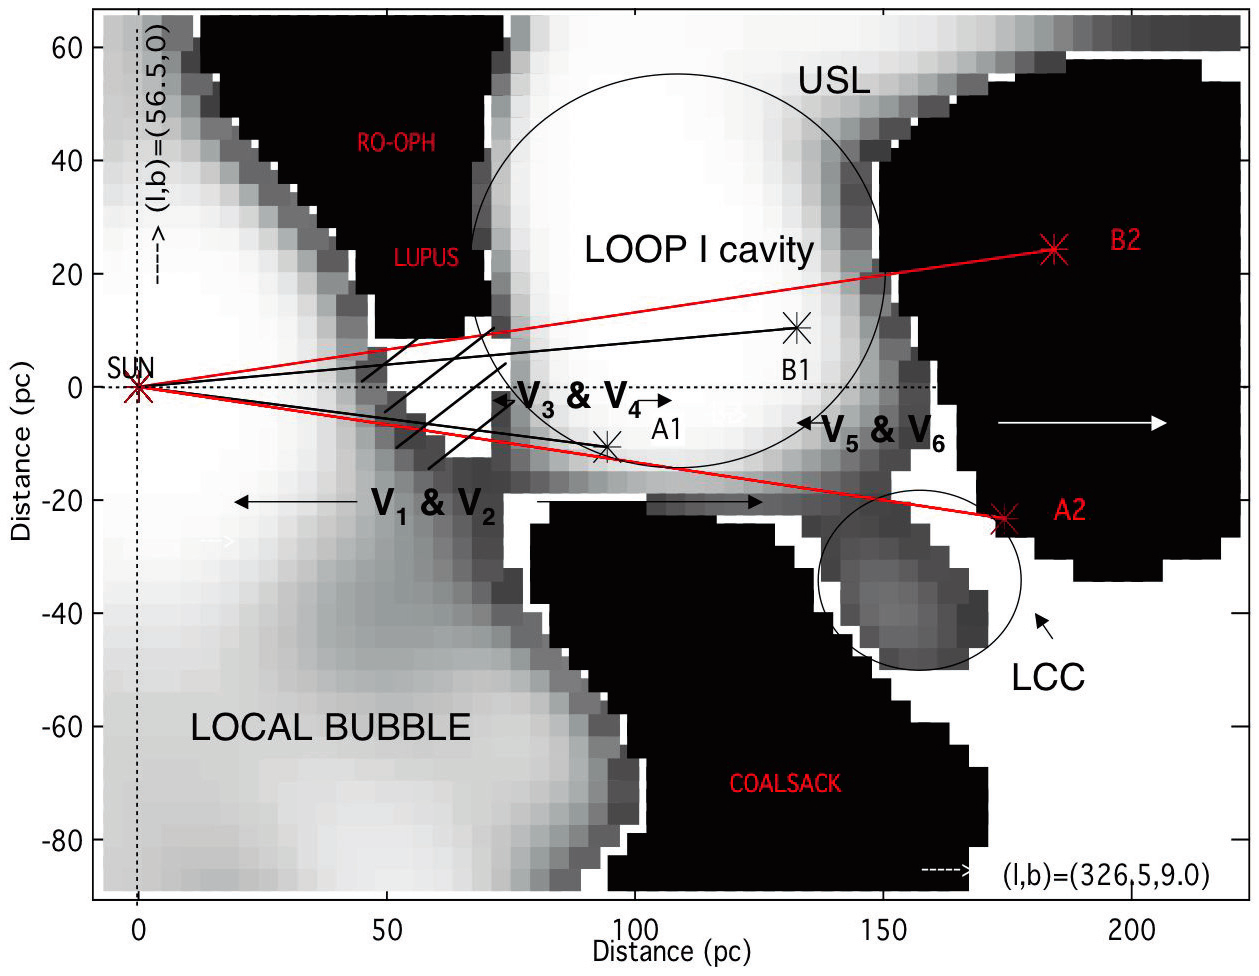 60
40
20
0
-20
-40
-60
-80
Distance (pc)
----> (l,b)=(56.5,0)
RO-OPH
USL
LUPUS
LOOP I cavity
B2
SUN
B1
V3 & V4
A1
V5 & V6
V1 & V2
A2
LCC
LOCAL BUBBLE
COALSACK
(l,b)=(326.5,9.0)
0
50
100
150
200
Distance (pc)